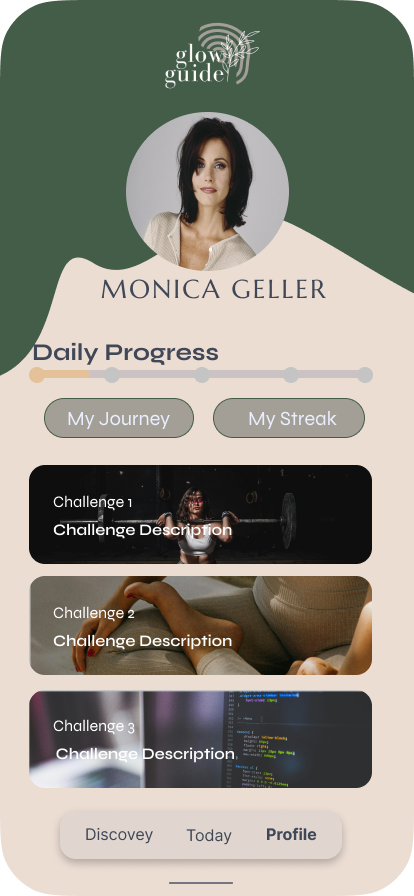 glow
guide
MONICA GELLER
Daily Progress
My Journey
My Streak
Challenge 1
Challenge Description
Challenge 2
Challenge Description
Challenge 3
Challenge Description
Discovey
Today
Profile